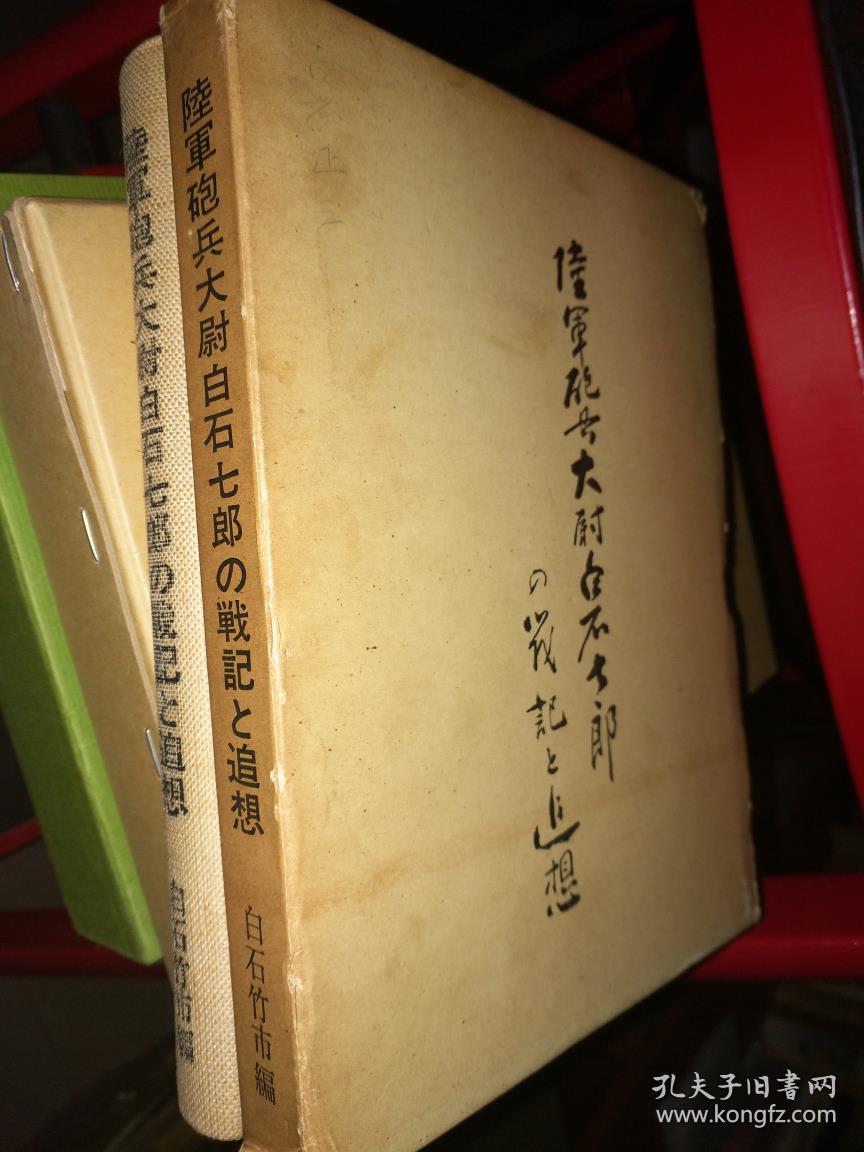 陸軍砲兵大尉白石七郎の戦記と追想
白石竹市編
陸軍砲兵大尉白石七郎の戦記と追想
白石竹市編
陸軍砲兵大尉白石七郎
の戦記と追想
孔夫子旧书网
www.kongfz.com